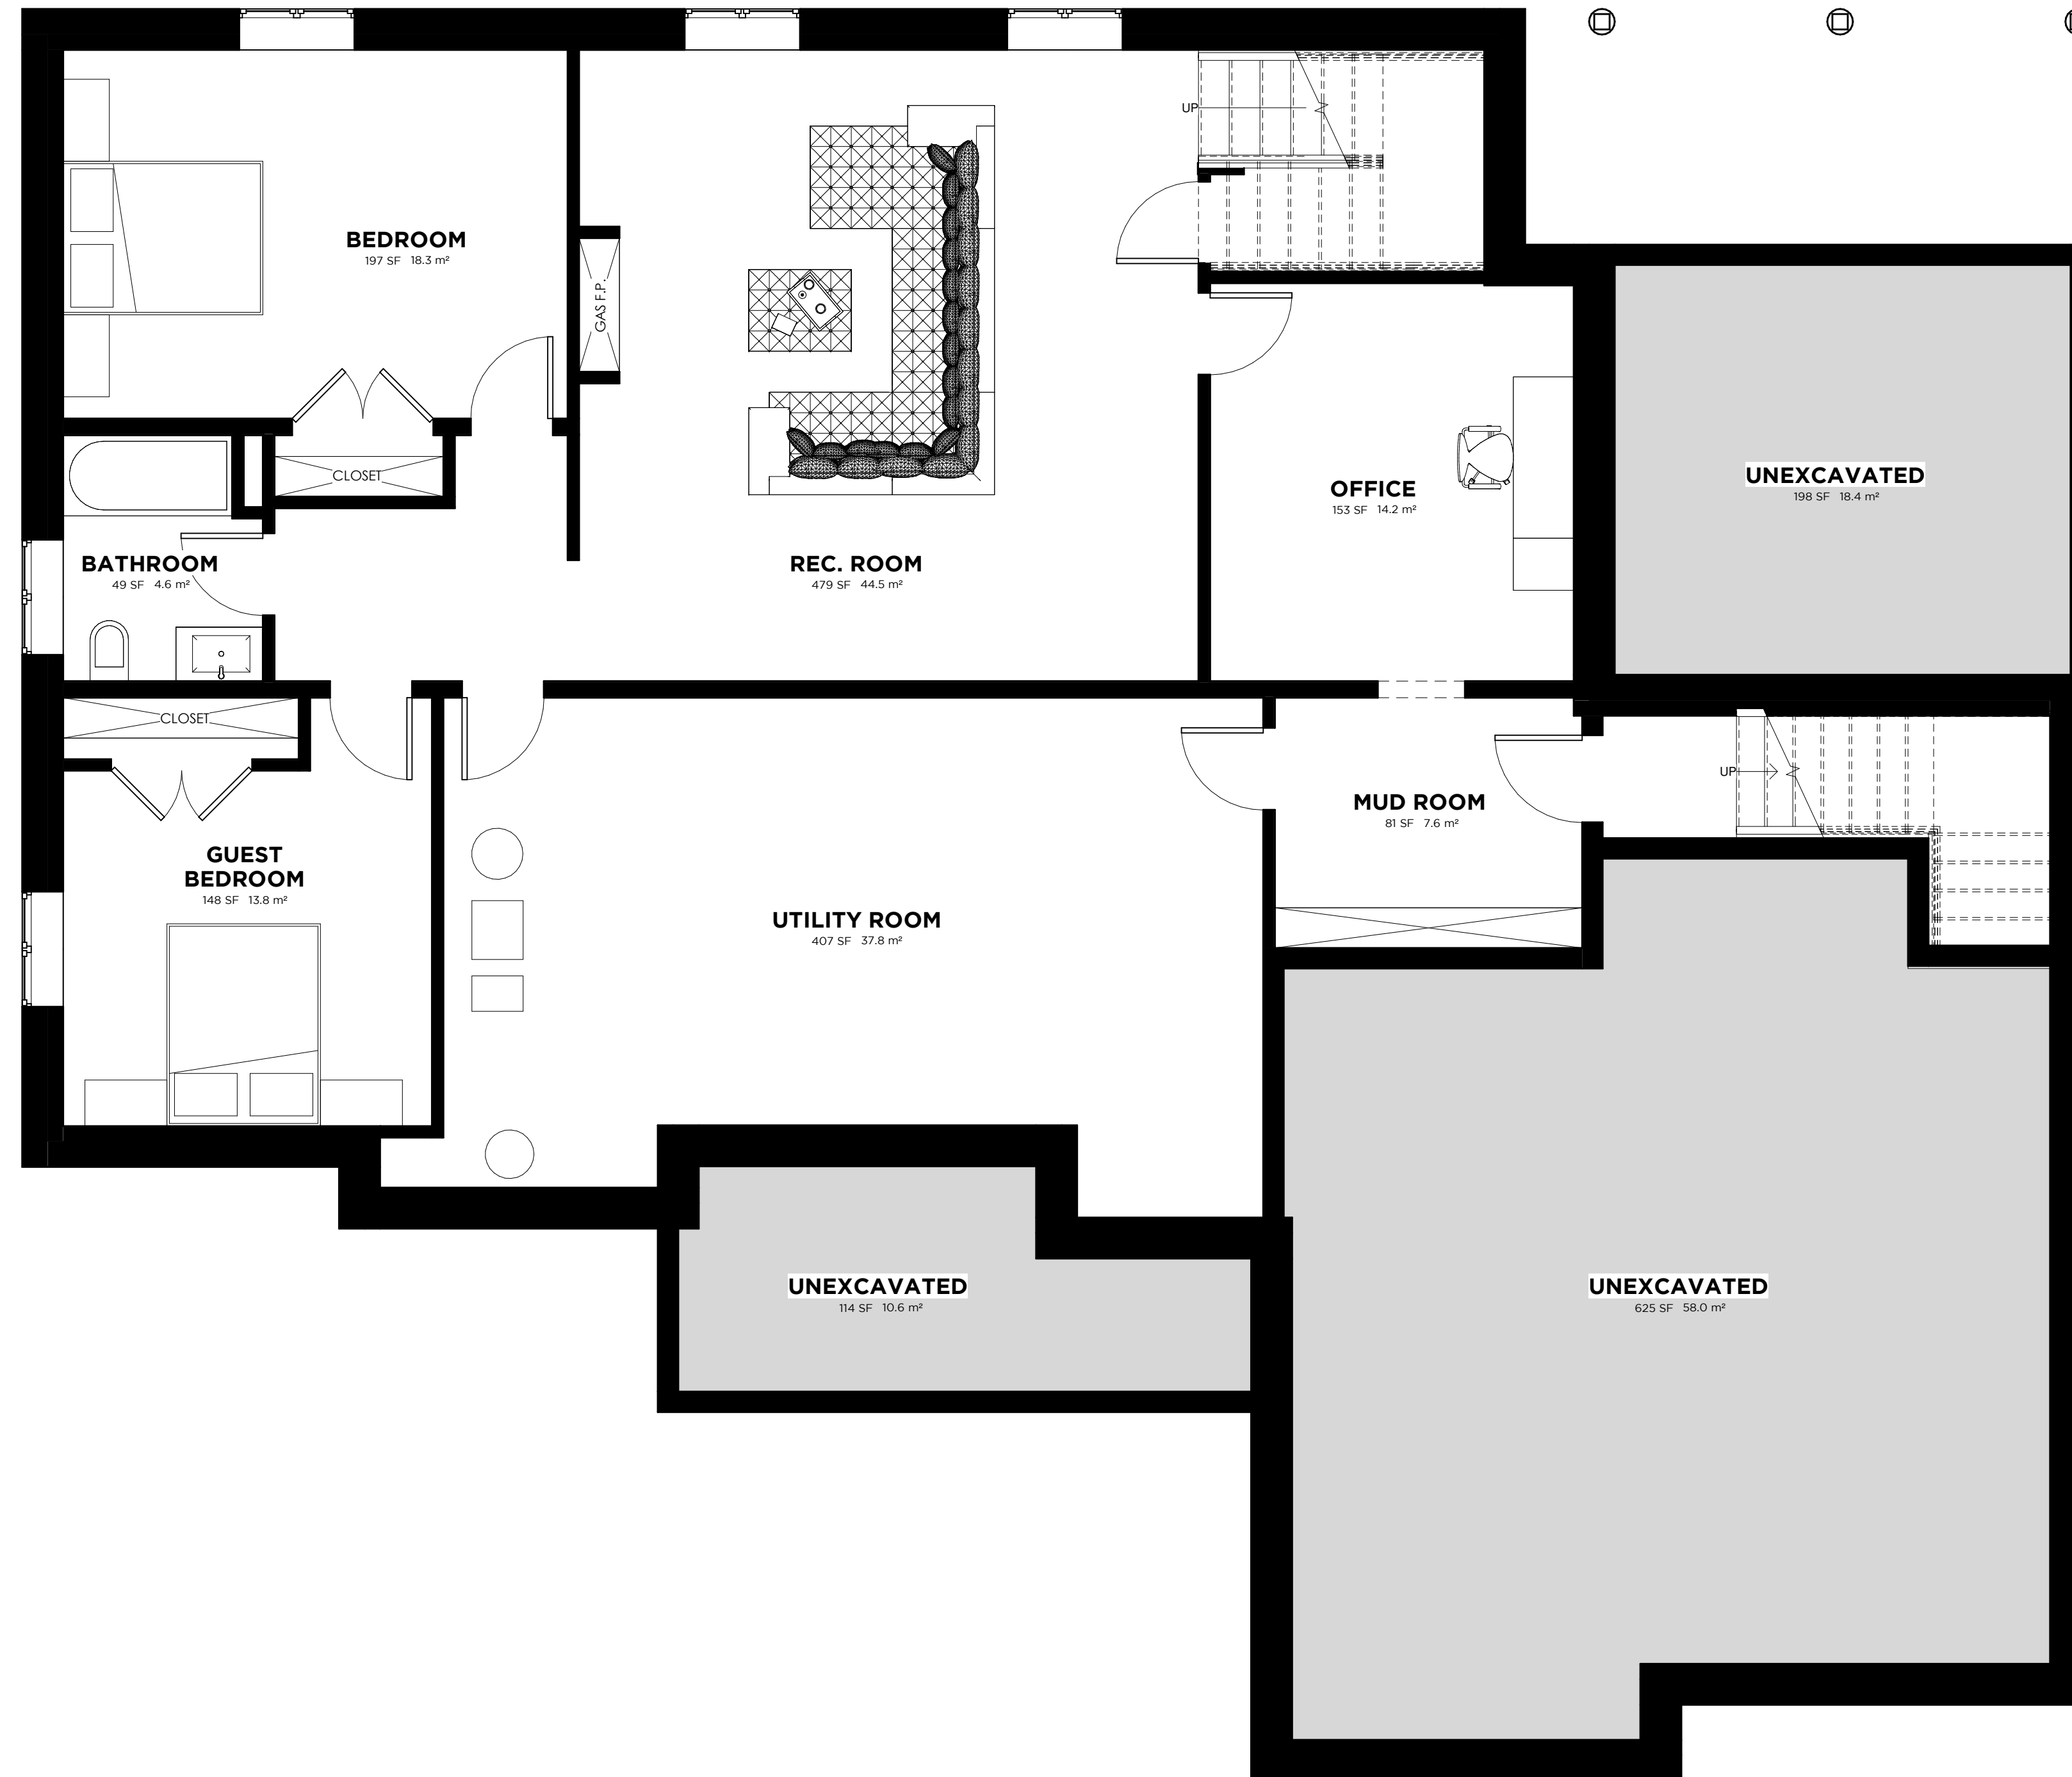 UP
BEDROOM
197 SF 18.3 m²
GAS F.P.
CLOSET
UNEXCAVATED
198 SF 18.4 m²
OFFICE
153 SF 14.2 m²
BATHROOM
49 SF 4.6 m²
REC. ROOM
479 SF 44.5 m²
CLOSET
UP
MUD ROOM
81 SF 7.6 m²
GUEST
BEDROOM
148 SF 13.8 m²
UTILITY ROOM
407 SF 37.8 m²
UNEXCAVATED
114 SF 10.6 m²
UNEXCAVATED
625 SF 58.0 m²